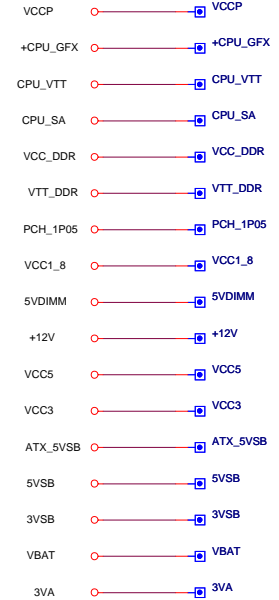 VCCP VCCP
+CPU_GFX +CPU_GFX
CPU_VTT CPU_VTT
CPU_SA CPU_SA
VCC_DDR VCC_DDR
VTT_DDR VTT_DDR
PCH_1P05 PCH_1P05
VCC1_8 VCC1_8
5VDIMM 5VDIMM
+12V +12V
VCC5 VCC5
VCC3 VCC3
ATX_5VSB ATX_5VSB
5VSB 5VSB
3VSB 3VSB
VBAT VBAT
3VA 3VA